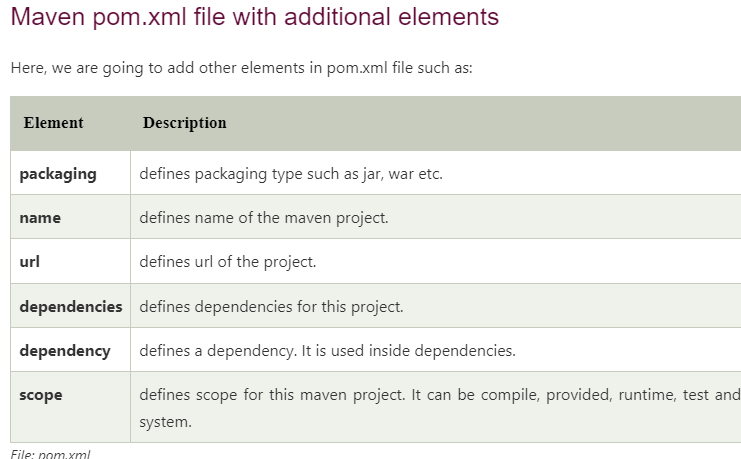 Maven pom.xml file with additional elements
Here, we are going to add other elements in pom.xml file such as:
Element Description
packaging defines packaging type such as jar, war etc.
name defines name of the maven project.
url defines url of the project.
dependencies defines dependencies for this project.
dependency defines a dependency. It is used inside dependencies.
scope defines scope for this maven project. It can be compile, provided, runtime, test and
system.
File: pom.xml